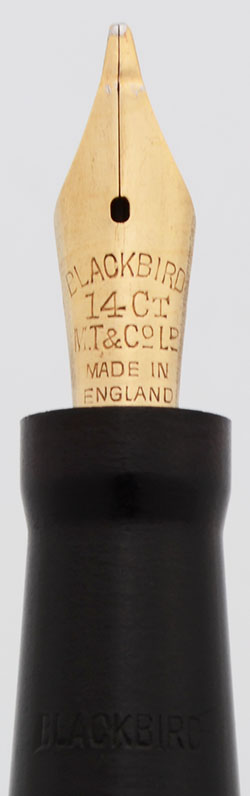 BLACKBIRD
14 CT
M.T.&Co LD
MADE IN
ENGLAND
BLACKBIRD